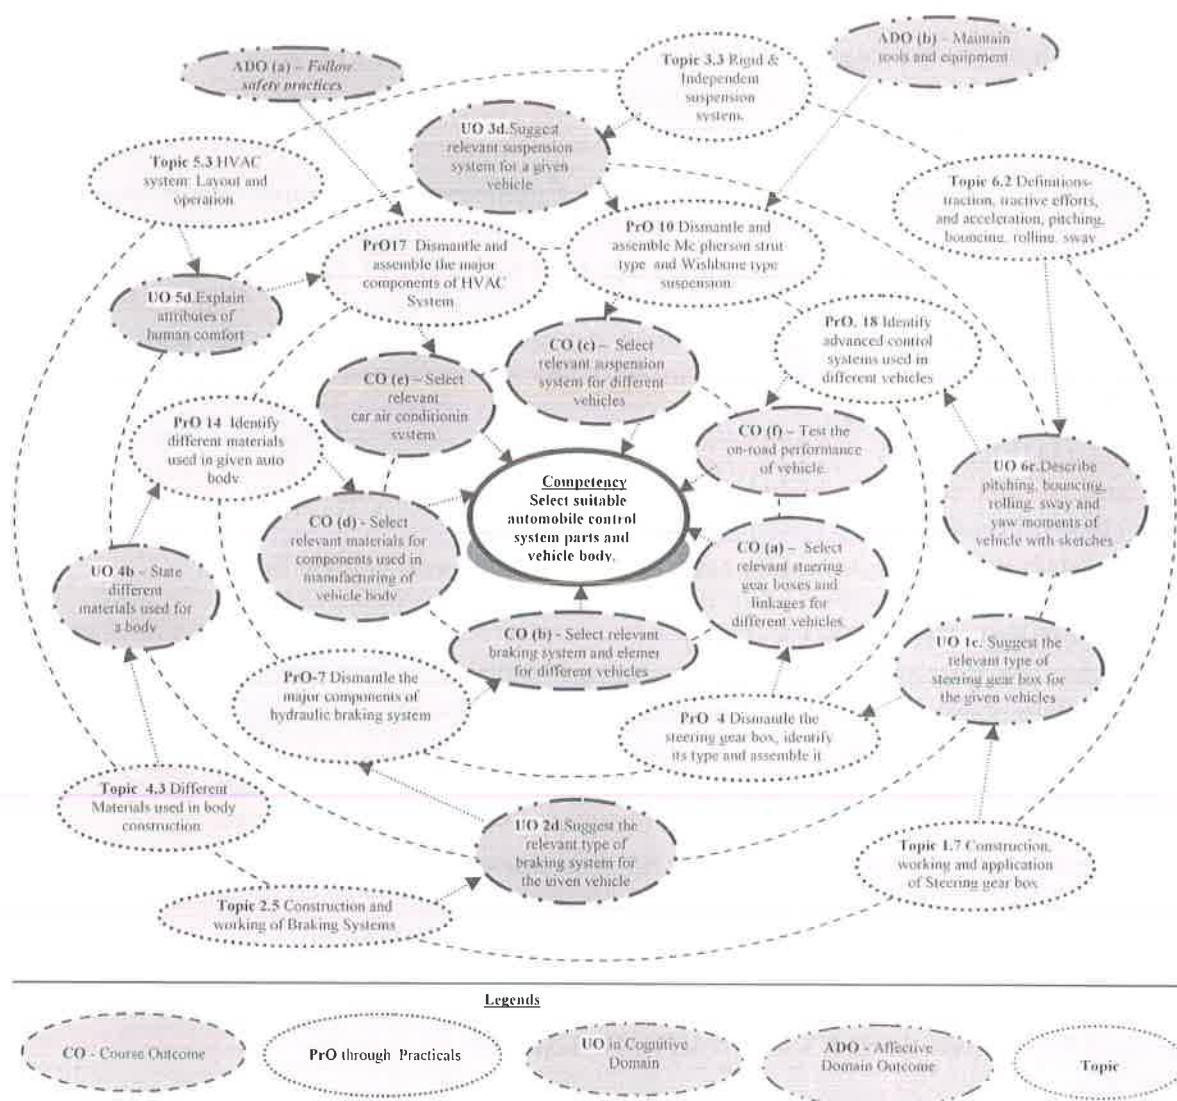 ADO (a) – Follow
safety practices
ADO (b) – Maintain
tools and equipment
Topic 3.3 Rigid &
Independent
suspension
system.
UO 3d.Suggest
relevant suspension
system for a given
vehicle
Topic 5.3 HVAC
system: Layout and
operation
Topic 6.2 Definitions-
traction, tractive efforts,
and acceleration, pitching,
bouncing, rolling, sway
PrO17 Dismantle and
assemble the major
components of HVAC
System
PrO 10 Dismantle and
assemble Mc pherson strut
type and Wishbone type
suspension
UO 5d.Explain
attributes of
human comfort
PrO. 18 Identify
advanced control
systems used in
different vehicles
CO (c) – Select
relevant suspension
system for different
vehicles
CO (e) – Select
relevant
car air conditionin
system
PrO 14 Identify
different materials
used in given auto
body
CO (f) – Test the
on-road performance
of vehicle
UO 6c.Describe
pitching, bouncing,
rolling, sway and
yaw moments of
vehicle with sketches
Competency
Select suitable
automobile control
system parts and
vehicle body.
CO (d) - Select
relevant materials for
components used in
manufacturing of
vehicle body
CO (a) – Select
relevant steering
gear boxes and
linkages for
different vehicles
UO 4b – State
different
materials used for
a body
CO (b) - Select relevant
braking system and elemer
for different vehicles
UO 1c. Suggest the
relevant type of
steering gear box for
the given vehicles
PrO-7 Dismantle the
major components of
hydraulic braking system
PrO 4 Dismantle the
steering gear box, identify
its type and assemble it
Topic 4.3 Different
Materials used in body
construction
UO 2d.Suggest the
relevant type of
braking system for
the given vehicle
Topic 1.7 Construction,
working and application
of Steering gear box
Topic 2.5 Construction and
working of Braking Systems
Legends
CO - Course Outcome
PrO through Practicals
UO in Cognitive
Domain
ADO - Affective
Domain Outcome
Topic